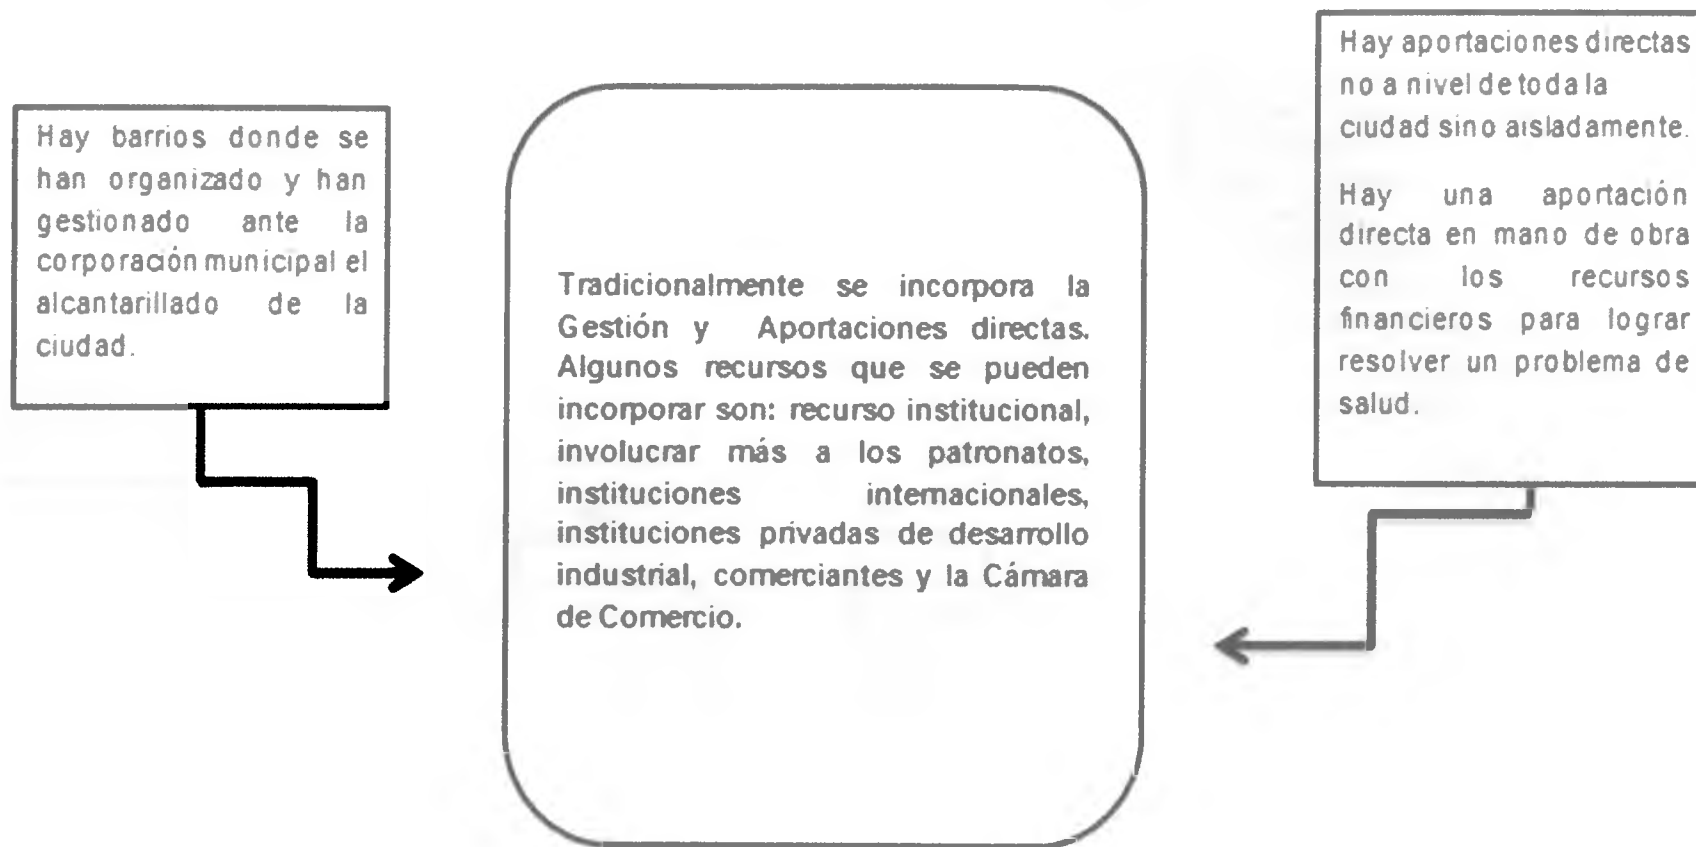 Hay barrios donde se
han organizado y han
gestionado ante la
corporación municipal el
alcantarillado de la
ciudad.
Tradicionalmente se incorpora la
Gestión y Aportaciones directas.
Algunos recursos que se pueden
incorporar son: recurso institucional,
involucrar más a los patronatos,
instituciones internacionales,
instituciones privadas de desarrollo
industrial, comerciantes y la Cámara
de Comercio.
Hay aportaciones directas
no a nivel de toda la
ciudad sino aisladamente.
Hay una aportación
directa en mano de obra
con los recursos
financieros para lograr
resolver un problema de
salud.